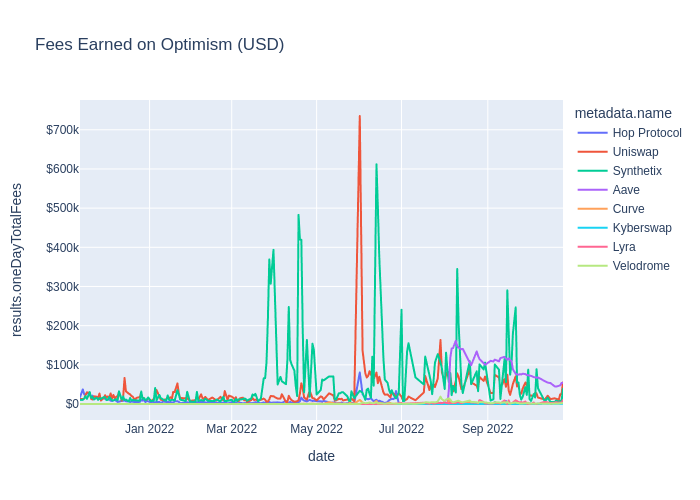 Fees Earned on Optimism (USD)
metadata.name
Hop Protocol
Uniswap
Synthetix
Aave
Curve
Kyberswap
Lyra
Velodrome
results.oneDayTotalFees
$700k
$600k
$500k
$400k
$300k
$200k
$100k
$0
Jan 2022 Mar 2022 May 2022 Jul 2022 Sep 2022
date